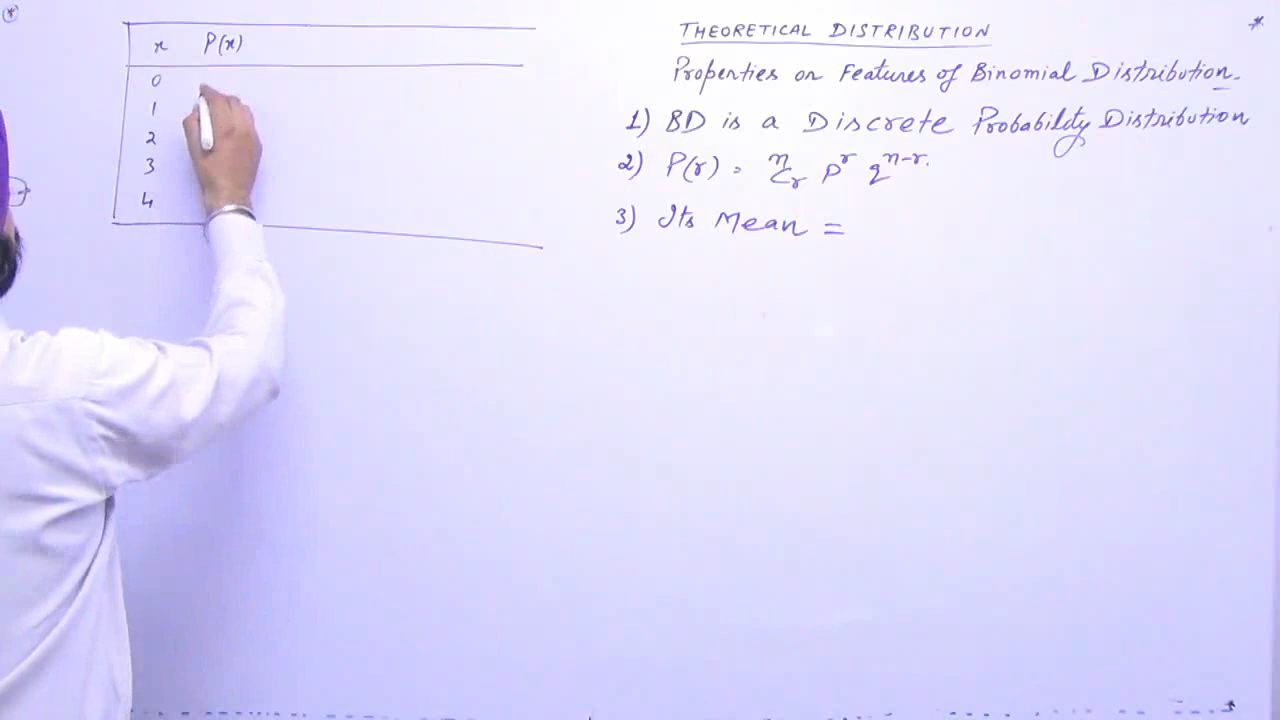 x P(x)
0
1
2
3
4
THEORETICAL DISTRIBUTION
Properties or Features of Binomial Distribution.
1) BD is a Discrete Probability Distribution
2) P(r) = nCr p^r q^n-r.
3) Its Mean =